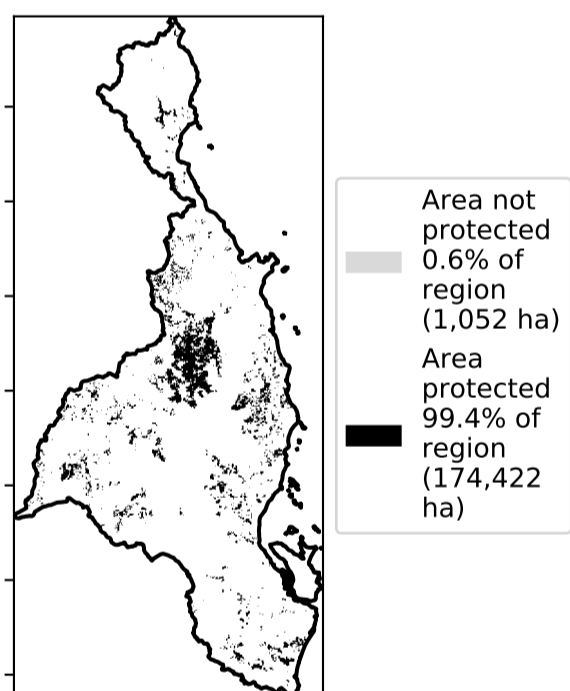 Area not
protected
0.6% of
region
(1,052 ha)
Area
protected
99.4% of
region
(174,422
ha)